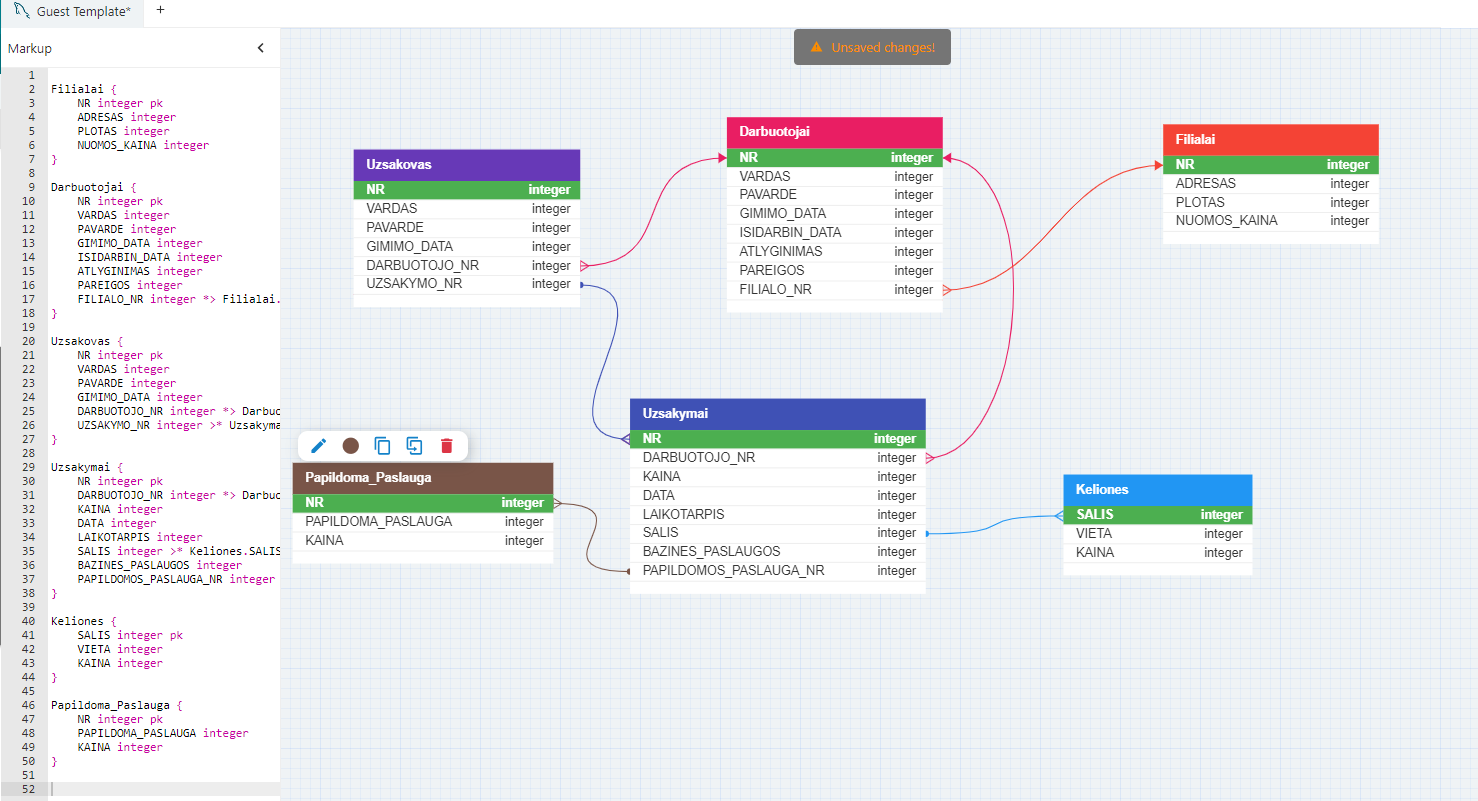 Guest Template*
+
Markup
Unsaved changes!
1
2 Filialai {
3 NR integer pk
4 ADRESAS integer
5 PLOTAS integer
6 NUOMOS_KAINA integer
7 }
8
9 Darbuotojai {
10 NR integer pk
11 VARDAS integer
12 PAVARDE integer
13 GIMIMO_DATA integer
14 ISIDARBIN_DATA integer
15 ATLYGINIMAS integer
16 PAREIGOS integer
17 FILIALO_NR integer *> Filialai.
18 }
19
20 Uzsakovas {
21 NR integer pk
22 VARDAS integer
23 PAVARDE integer
24 GIMIMO_DATA integer
25 DARBUOTOJO_NR integer *> Darbuo
26 UZSAKYMO_NR integer >* Uzsakyma
27 }
28
29 Uzsakymai {
30 NR integer pk
31 DARBUOTOJO_NR integer *> Darbuo
32 KAINA integer
33 DATA integer
34 LAIKOTARPIS integer
35 SALIS integer >* Keliones.SALIS
36 BAZINES_PASLAUGOS integer
37 PAPILDOMOS_PASLAUGA_NR integer
38 }
39
40 Keliones {
41 SALIS integer pk
42 VIETA integer
43 KAINA integer
44 }
45
46 Papildoma_Paslauga {
47 NR integer pk
48 PAPILDOMA_PASLAUGA integer
49 KAINA integer
50 }
51
52
Uzsakovas
NR integer
VARDAS integer
PAVARDE integer
GIMIMO_DATA integer
DARBUOTOJO_NR integer
UZSAKYMO_NR integer
Darbuotojai
NR integer
VARDAS integer
PAVARDE integer
GIMIMO_DATA integer
ISIDARBIN_DATA integer
ATLYGINIMAS integer
PAREIGOS integer
FILIALO_NR integer
Filialai
NR integer
ADRESAS integer
PLOTAS integer
NUOMOS_KAINA integer
Papildoma_Paslauga
NR integer
PAPILDOMA_PASLAUGA integer
KAINA integer
Uzsakymai
NR integer
DARBUOTOJO_NR integer
KAINA integer
DATA integer
LAIKOTARPIS integer
SALIS integer
BAZINES_PASLAUGOS integer
PAPILDOMOS_PASLAUGA_NR integer
Keliones
SALIS integer
VIETA integer
KAINA integer